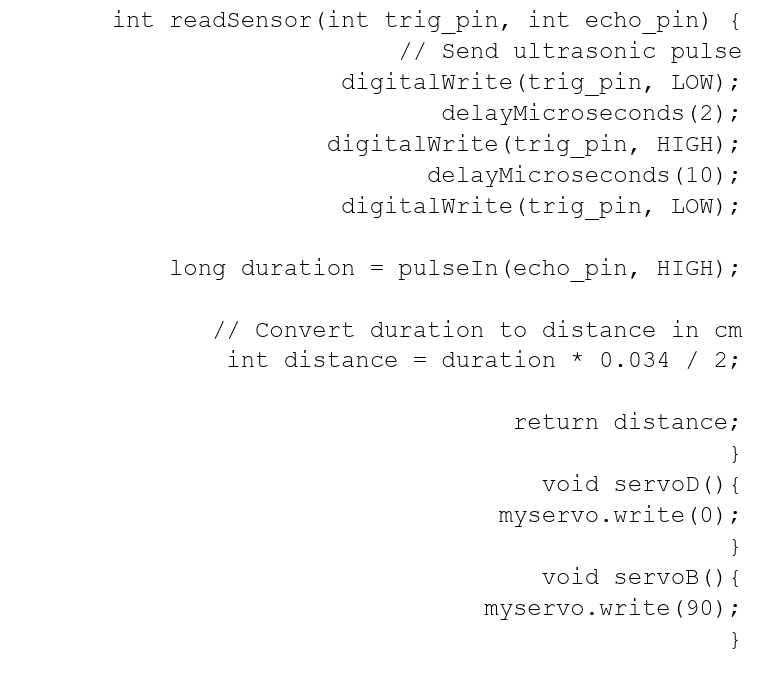 int readSensor(int trig_pin, int echo_pin) {
// Send ultrasonic pulse
digitalWrite(trig_pin, LOW);
delayMicroseconds(2);
digitalWrite(trig_pin, HIGH);
delayMicroseconds(10);
digitalWrite(trig_pin, LOW);
long duration = pulseIn(echo_pin, HIGH);
// Convert duration to distance in cm
int distance = duration * 0.034 / 2;
return distance;
}
void servoD(){
myservo.write(0);
}
void servoB(){
myservo.write(90);
}